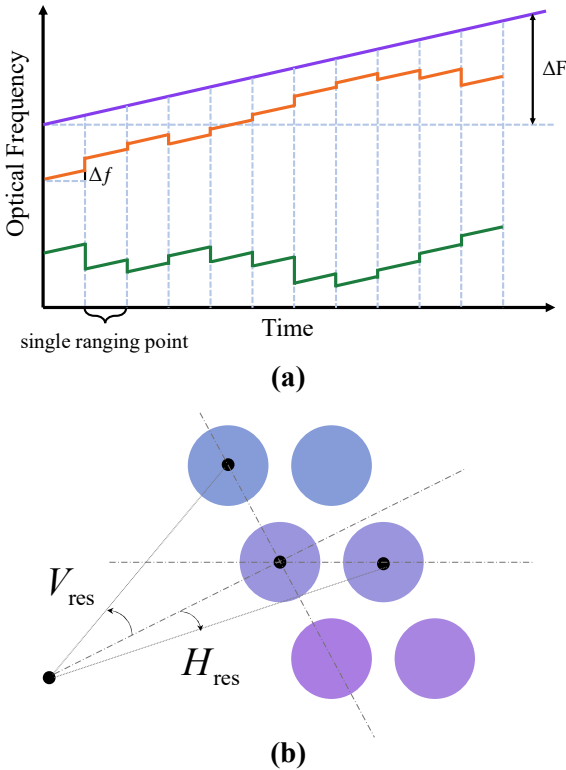 Optical Frequency
ΔF
Δf
single ranging point
Time
(a)
V_res
H_res
(b)